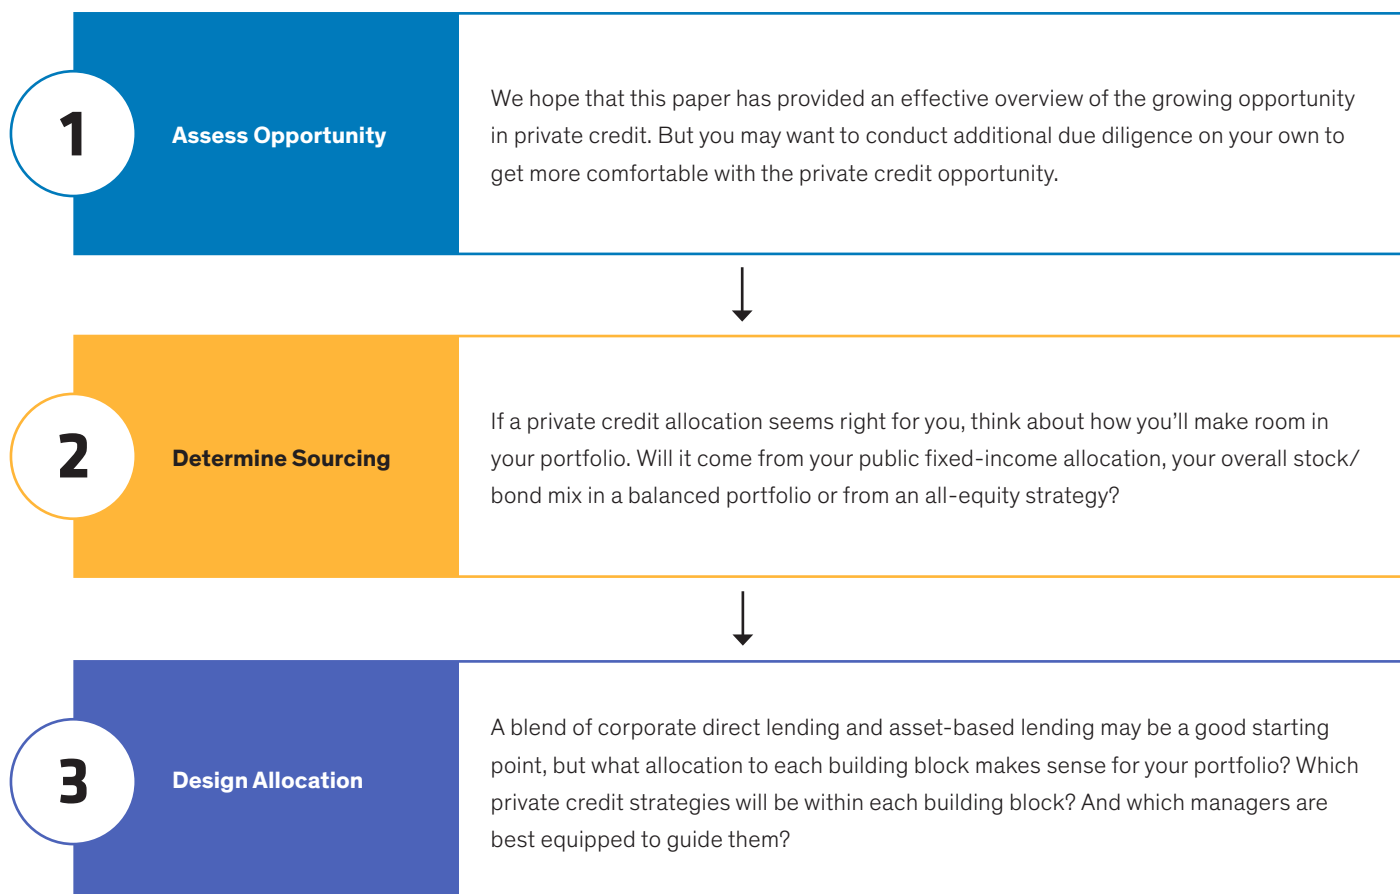 1
Assess Opportunity
We hope that this paper has provided an effective overview of the growing opportunity
in private credit. But you may want to conduct additional due diligence on your own to
get more comfortable with the private credit opportunity.
2
Determine Sourcing
If a private credit allocation seems right for you, think about how you’ll make room in
your portfolio. Will it come from your public fixed-income allocation, your overall stock/
bond mix in a balanced portfolio or from an all-equity strategy?
3
Design Allocation
A blend of corporate direct lending and asset-based lending may be a good starting
point, but what allocation to each building block makes sense for your portfolio? Which
private credit strategies will be within each building block? And which managers are
best equipped to guide them?